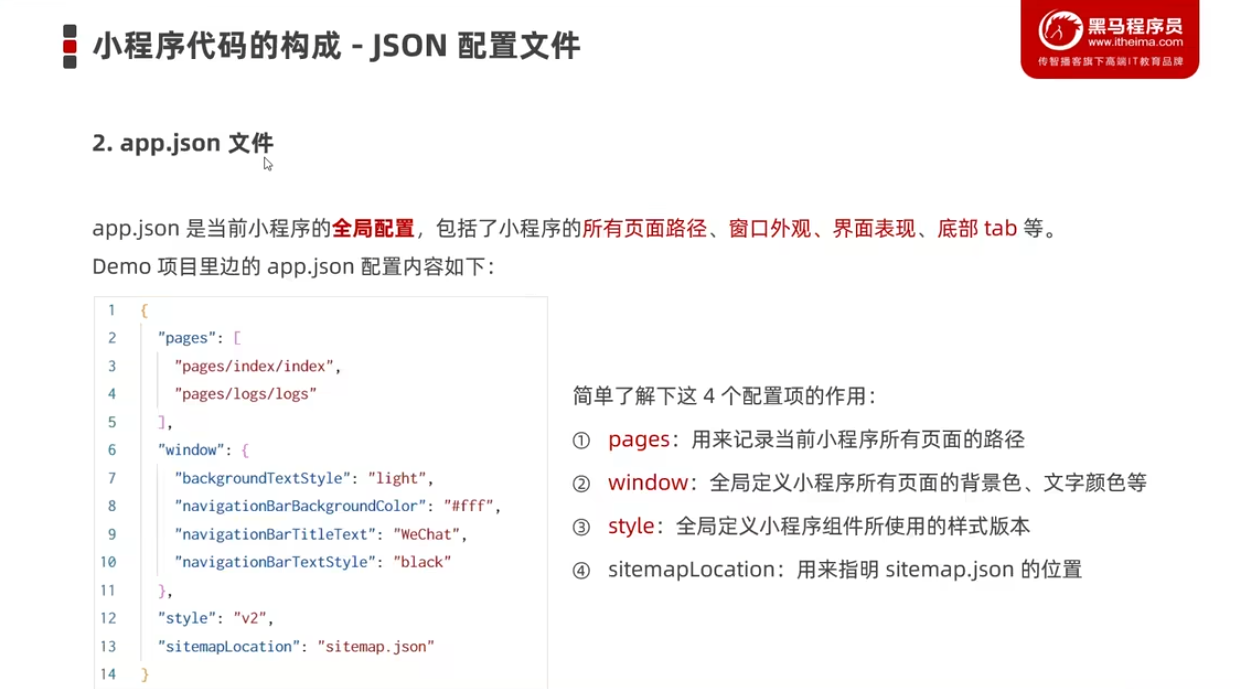 小程序代码的构成 - JSON 配置文件
黑马程序员
www.itheima.com
传智播客旗下高端IT教育品牌
2. app.json 文件
app.json 是当前小程序的全局配置，包括了小程序的所有页面路径、窗口外观、界面表现、底部 tab 等。
Demo 项目里边的 app.json 配置内容如下：
1 {
2 "pages": [
3 "pages/index/index",
4 "pages/logs/logs"
5 ],
6 "window": {
7 "backgroundTextStyle": "light",
8 "navigationBarBackgroundColor": "#fff",
9 "navigationBarTitleText": "WeChat",
10 "navigationBarTextStyle": "black"
11 },
12 "style": "v2",
13 "sitemapLocation": "sitemap.json"
14 }
简单了解下这 4 个配置项的作用：
① pages：用来记录当前小程序所有页面的路径
② window：全局定义小程序所有页面的背景色、文字颜色等
③ style：全局定义小程序组件所使用的样式版本
④ sitemapLocation：用来指明 sitemap.json 的位置